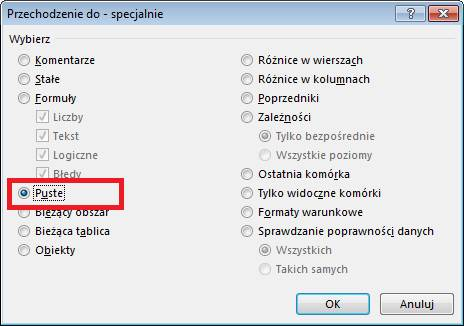 Przechodzenie do - specjalnie
Wybierz
Komentarze
Stałe
Formuły
Liczby
Tekst
Logiczne
Błędy
Puste
Bieżący obszar
Bieżąca tablica
Obiekty
Różnice w wierszach
Różnice w kolumnach
Poprzedniki
Zależności
Tylko bezpośrednie
Wszystkie poziomy
Ostatnia komórka
Tylko widoczne komórki
Formaty warunkowe
Sprawdzanie poprawności danych
Wszystkich
Takich samych
OK
Anuluj